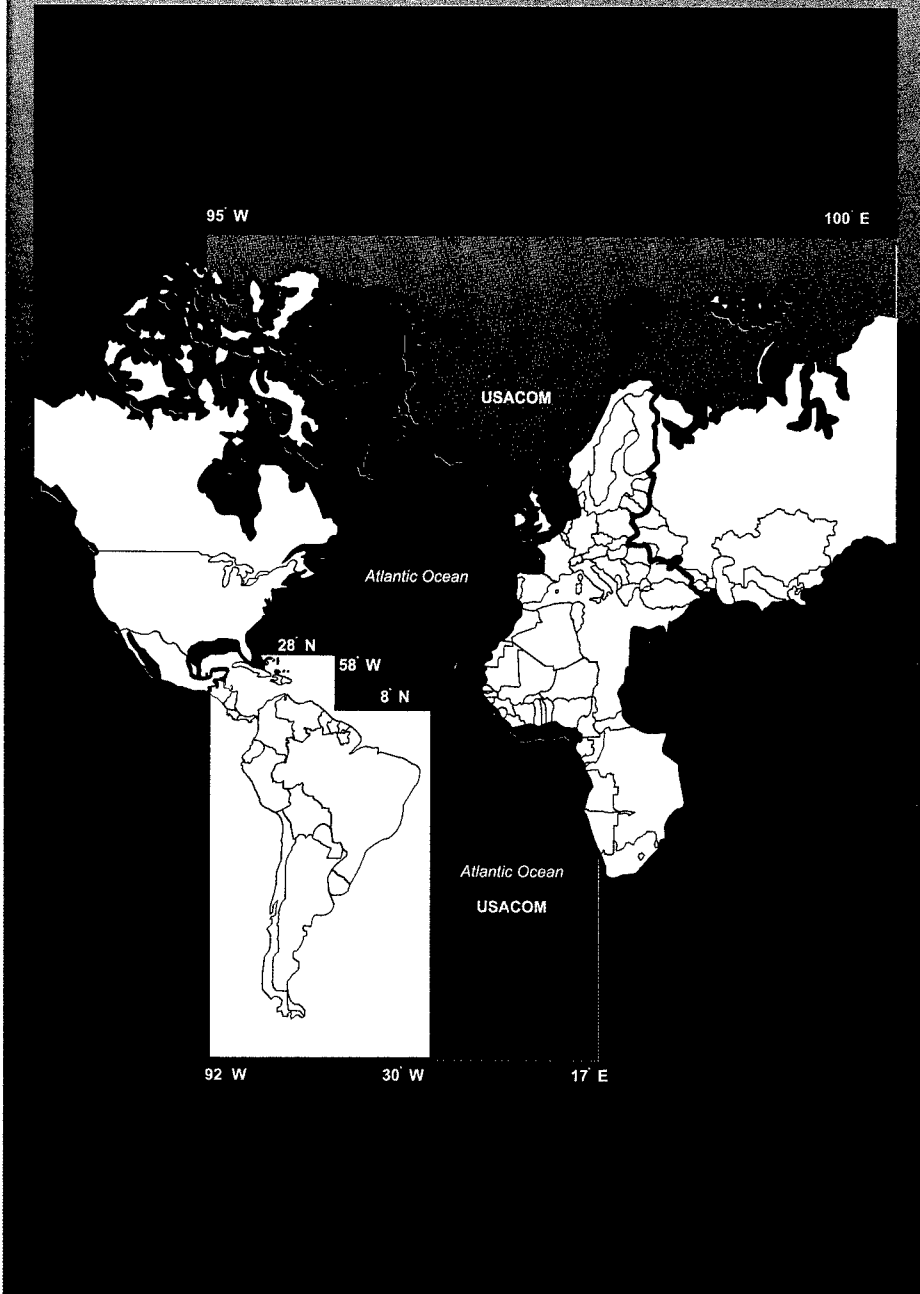 95° W
100° E
USACOM
Atlantic Ocean
28° N
58° W
8° N
Atlantic Ocean
USACOM
92° W
30° W
17° E